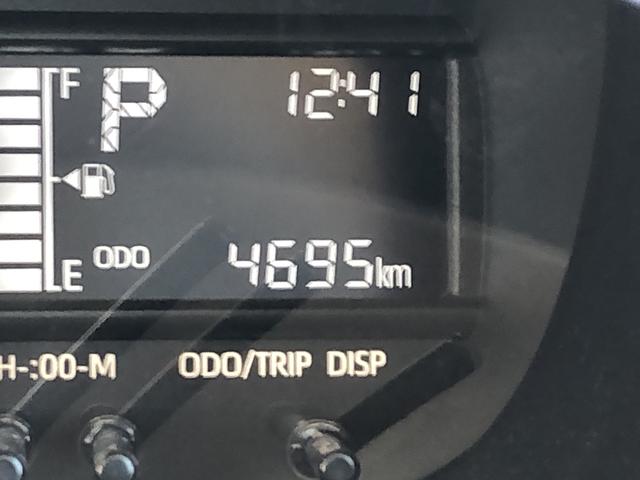 F
P
12:41
E
ODO
4695km
H-:00-M
ODO/TRIP DISP